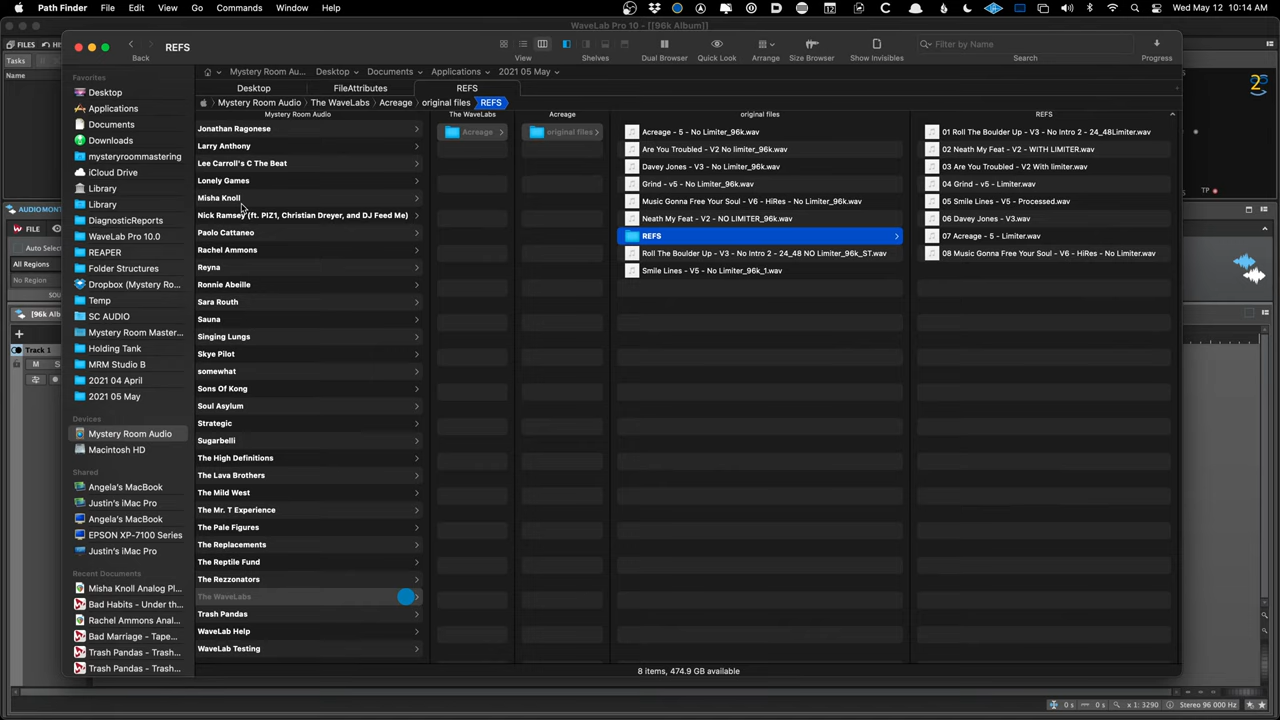 Path Finder File Edit View Go Commands Window Help
Wed May 12 10:14 AM
WaveLab Pro 10 - [[96k Album]]
FILES
Tasks
Name
REFS
Back
View
Shelves
Dual Browser
Quick Look
Arrange
Size Browser
Show Invisibles
Filter by Name
Search
Progress
Mystery Room Au... Desktop Documents Applications 2021 05 May
Desktop FileAttributes REFS
Mystery Room Audio The WaveLabs Acreage original files REFS
Favorites
Desktop
Applications
Documents
Downloads
mysteryroommastering
iCloud Drive
Library
Library
DiagnosticReports
WaveLab Pro 10.0
REAPER
Folder Structures
Dropbox (Mystery Ro...
Temp
SC AUDIO
Mystery Room Master...
Holding Tank
MRM Studio B
2021 04 April
2021 05 May
Devices
Mystery Room Audio
Macintosh HD
Shared
Angela's MacBook
Justin's iMac Pro
Angela's MacBook
EPSON XP-7100 Series
Justin's iMac Pro
Recent Documents
Misha Knoll Analog Pl...
Bad Habits - Under th...
Rachel Ammons Anal...
Bad Marriage - Tape...
Trash Pandas - Trash...
Trash Pandas - Trash...
Mystery Room Audio
Jonathan Ragonese
Larry Anthony
Lee Carroll's C The Beat
Lonely Games
Misha Knoll
Nick Ramsey (ft. PIZ1, Christian Dreyer, and DJ Feed Me)
Paolo Cattaneo
Rachel Ammons
Reyna
Ronnie Abeille
Sara Routh
Sauna
Singing Lungs
Skye Pilot
somewhat
Sons Of Kong
Soul Asylum
Strategic
Sugarbelli
The High Definitions
The Lava Brothers
The Mild West
The Mr. T Experience
The Pale Figures
The Replacements
The Reptile Fund
The Rezzonators
The WaveLabs
Trash Pandas
WaveLab Help
WaveLab Testing
The WaveLabs
Acreage
Acreage
original files
original files
Acreage - 5 - No Limiter_96k.wav
Are You Troubled - V2 No limiter_96k.wav
Davey Jones - V3 - No Limiter_96k.wav
Grind - v5 - No Limiter_96k.wav
Music Gonna Free Your Soul - V6 - HiRes - No Limiter_96k.wav
Neath My Feat - V2 - NO LIMITER_96k.wav
REFS
Roll The Boulder Up - V3 - No Intro 2 - 24_48 NO Limiter_96k_ST.wav
Smile Lines - V5 - No Limiter_96k_1.wav
REFS
01 Roll The Boulder Up - V3 - No Intro 2 - 24_48Limiter.wav
02 Neath My Feat - V2 - WITH LIMITER.wav
03 Are You Troubled - V2 With limiter.wav
04 Grind - v5 - Limiter.wav
05 Smile Lines - V5 - Processed.wav
06 Davey Jones - V3.wav
07 Acreage - 5 - Limiter.wav
08 Music Gonna Free Your Soul - V6 - HiRes - No Limiter.wav
8 items, 474.9 GB available
AUDIO MONT
FILE
Auto Select
All Regions
No Region
SOU
[96k Alb
Track 1
M S
2
TP
0 s
0 s
x 1: 3290
Stereo 96 000 Hz